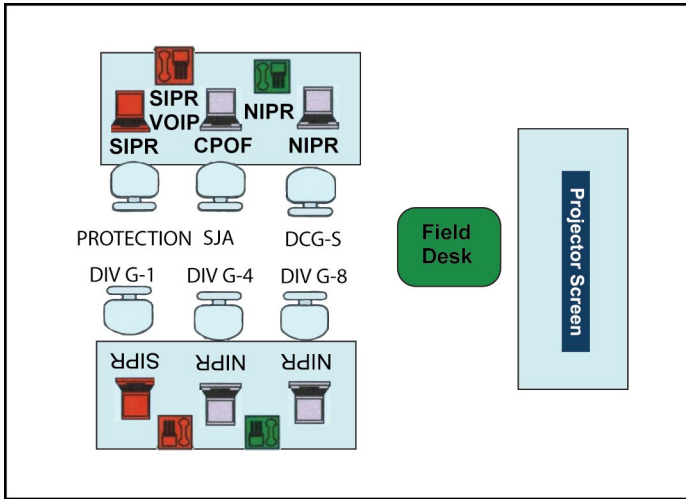 SIPR
VOIP
NIPR
SIPR
CPOF
NIPR
PROTECTION
SJA
DCG-S
DIV G-1
DIV G-4
DIV G-8
SIPR
NIPR
NIPR
Field
Desk
Projector Screen